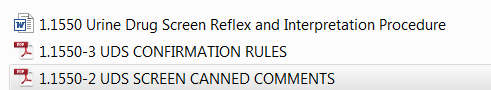 1.1550 Urine Drug Screen Reflex and Interpretation Procedure
1.1550-3 UDS CONFIRMATION RULES
1.1550-2 UDS SCREEN CANNED COMMENTS